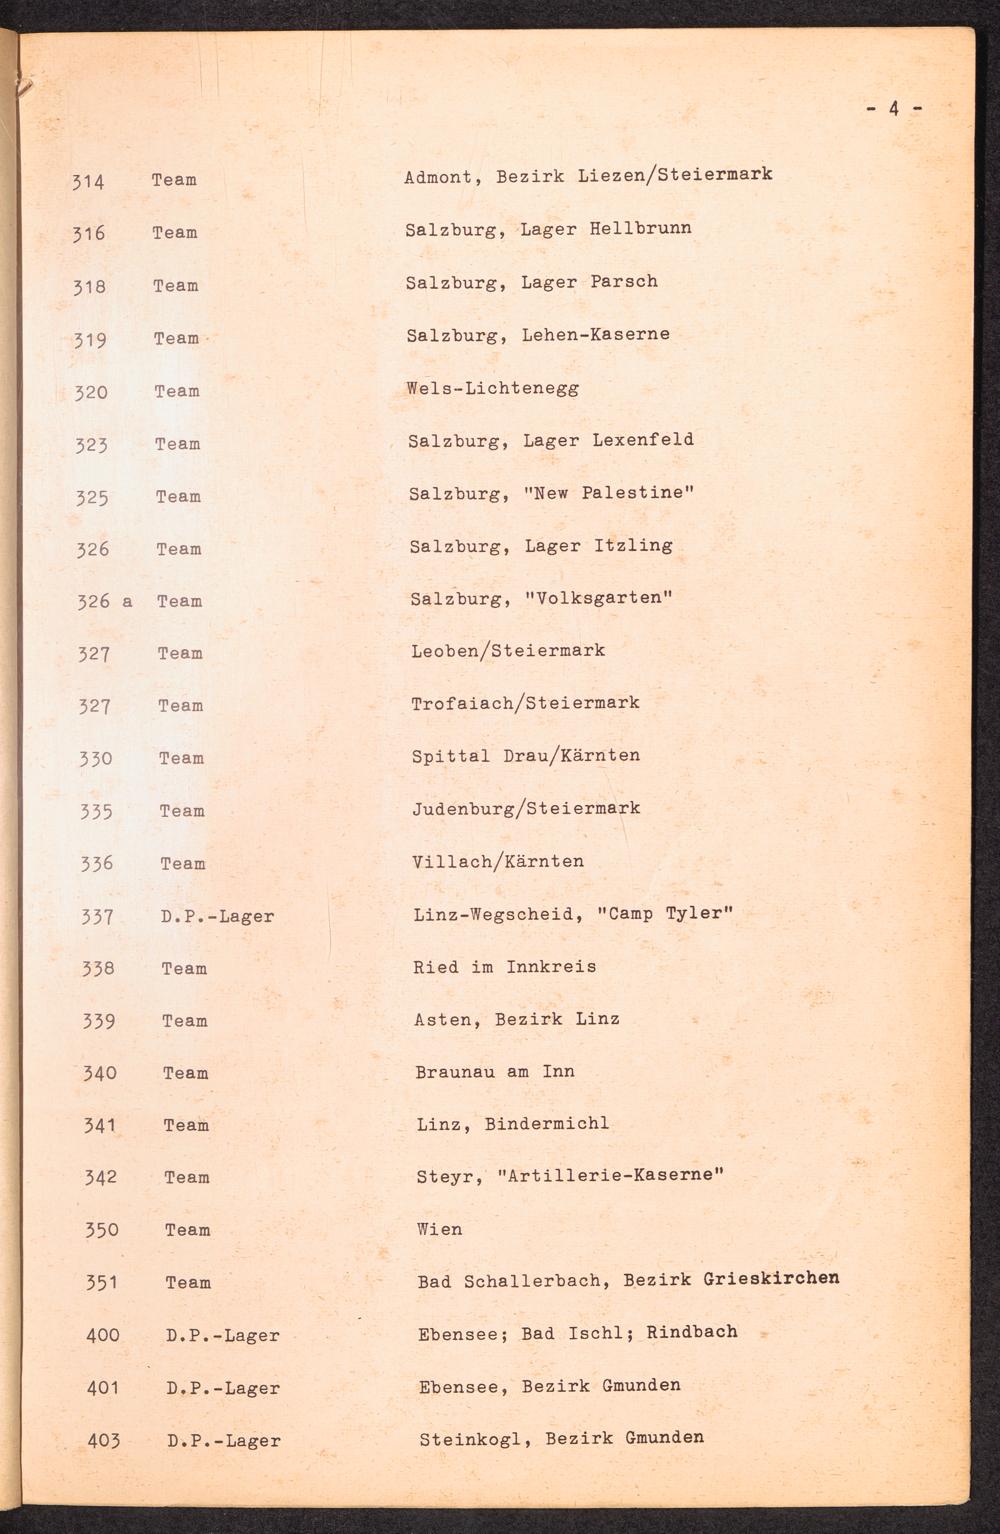 - 4 -
314 Team Admont, Bezirk Liezen/Steiermark
316 Team Salzburg, Lager Hellbrunn
318 Team Salzburg, Lager Parsch
319 Team Salzburg, Lehen-Kaserne
320 Team Wels-Lichtenegg
323 Team Salzburg, Lager Lexenfeld
325 Team Salzburg, "New Palestine"
326 Team Salzburg, Lager Itzling
326 a Team Salzburg, "Volksgarten"
327 Team Leoben/Steiermark
327 Team Trofaiach/Steiermark
330 Team Spittal Drau/Kärnten
335 Team Judenburg/Steiermark
336 Team Villach/Kärnten
337 D.P.-Lager Linz-Wegscheid, "Camp Tyler"
338 Team Ried im Innkreis
339 Team Asten, Bezirk Linz
340 Team Braunau am Inn
341 Team Linz, Bindermichl
342 Team Steyr, "Artillerie-Kaserne"
350 Team Wien
351 Team Bad Schallerbach, Bezirk Grieskirchen
400 D.P.-Lager Ebensee; Bad Ischl; Rindbach
401 D.P.-Lager Ebensee, Bezirk Gmunden
403 D.P.-Lager Steinkogl, Bezirk Gmunden